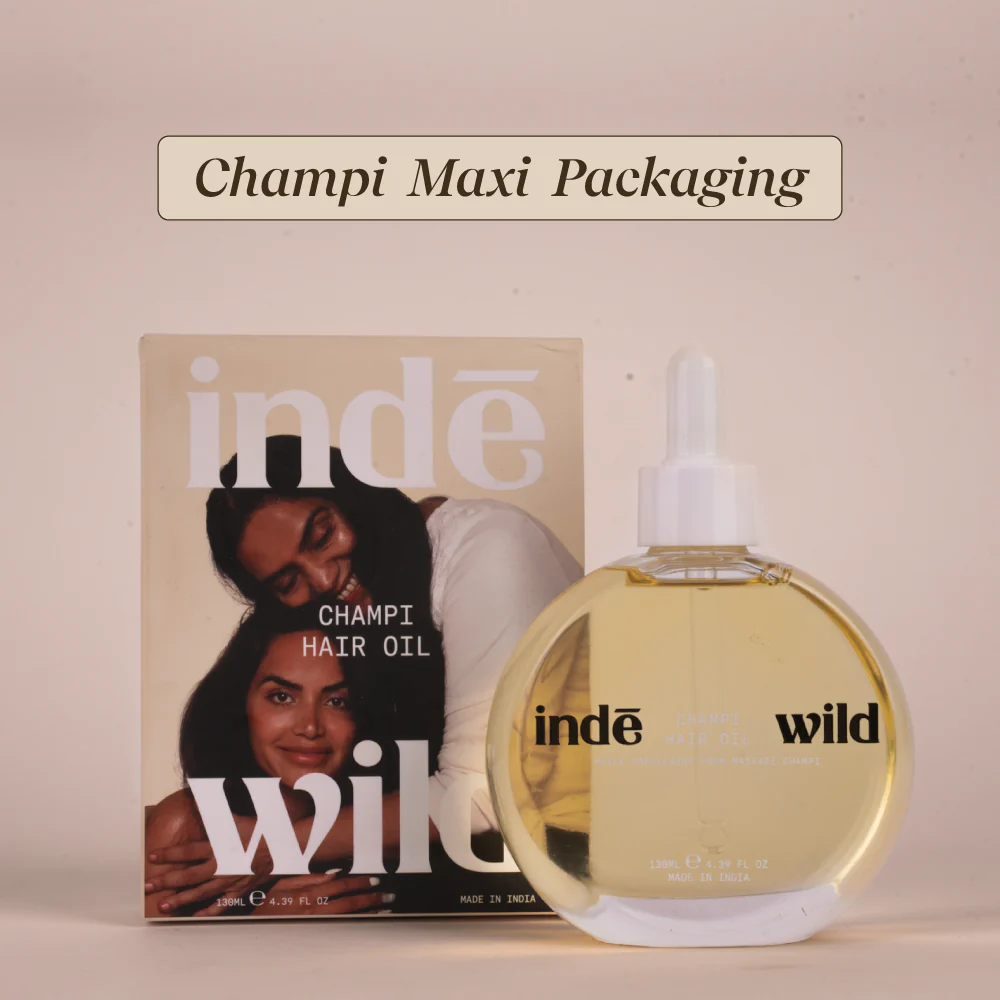 Champi Maxi Packaging
indē
CHAMPI
HAIR OIL
wild
130ML ℮ 4.39 FL OZ
MADE IN INDIA
indē wild
CHAMPI
HAIR OIL
130ML ℮ 4.39 FL OZ
MADE IN INDIA